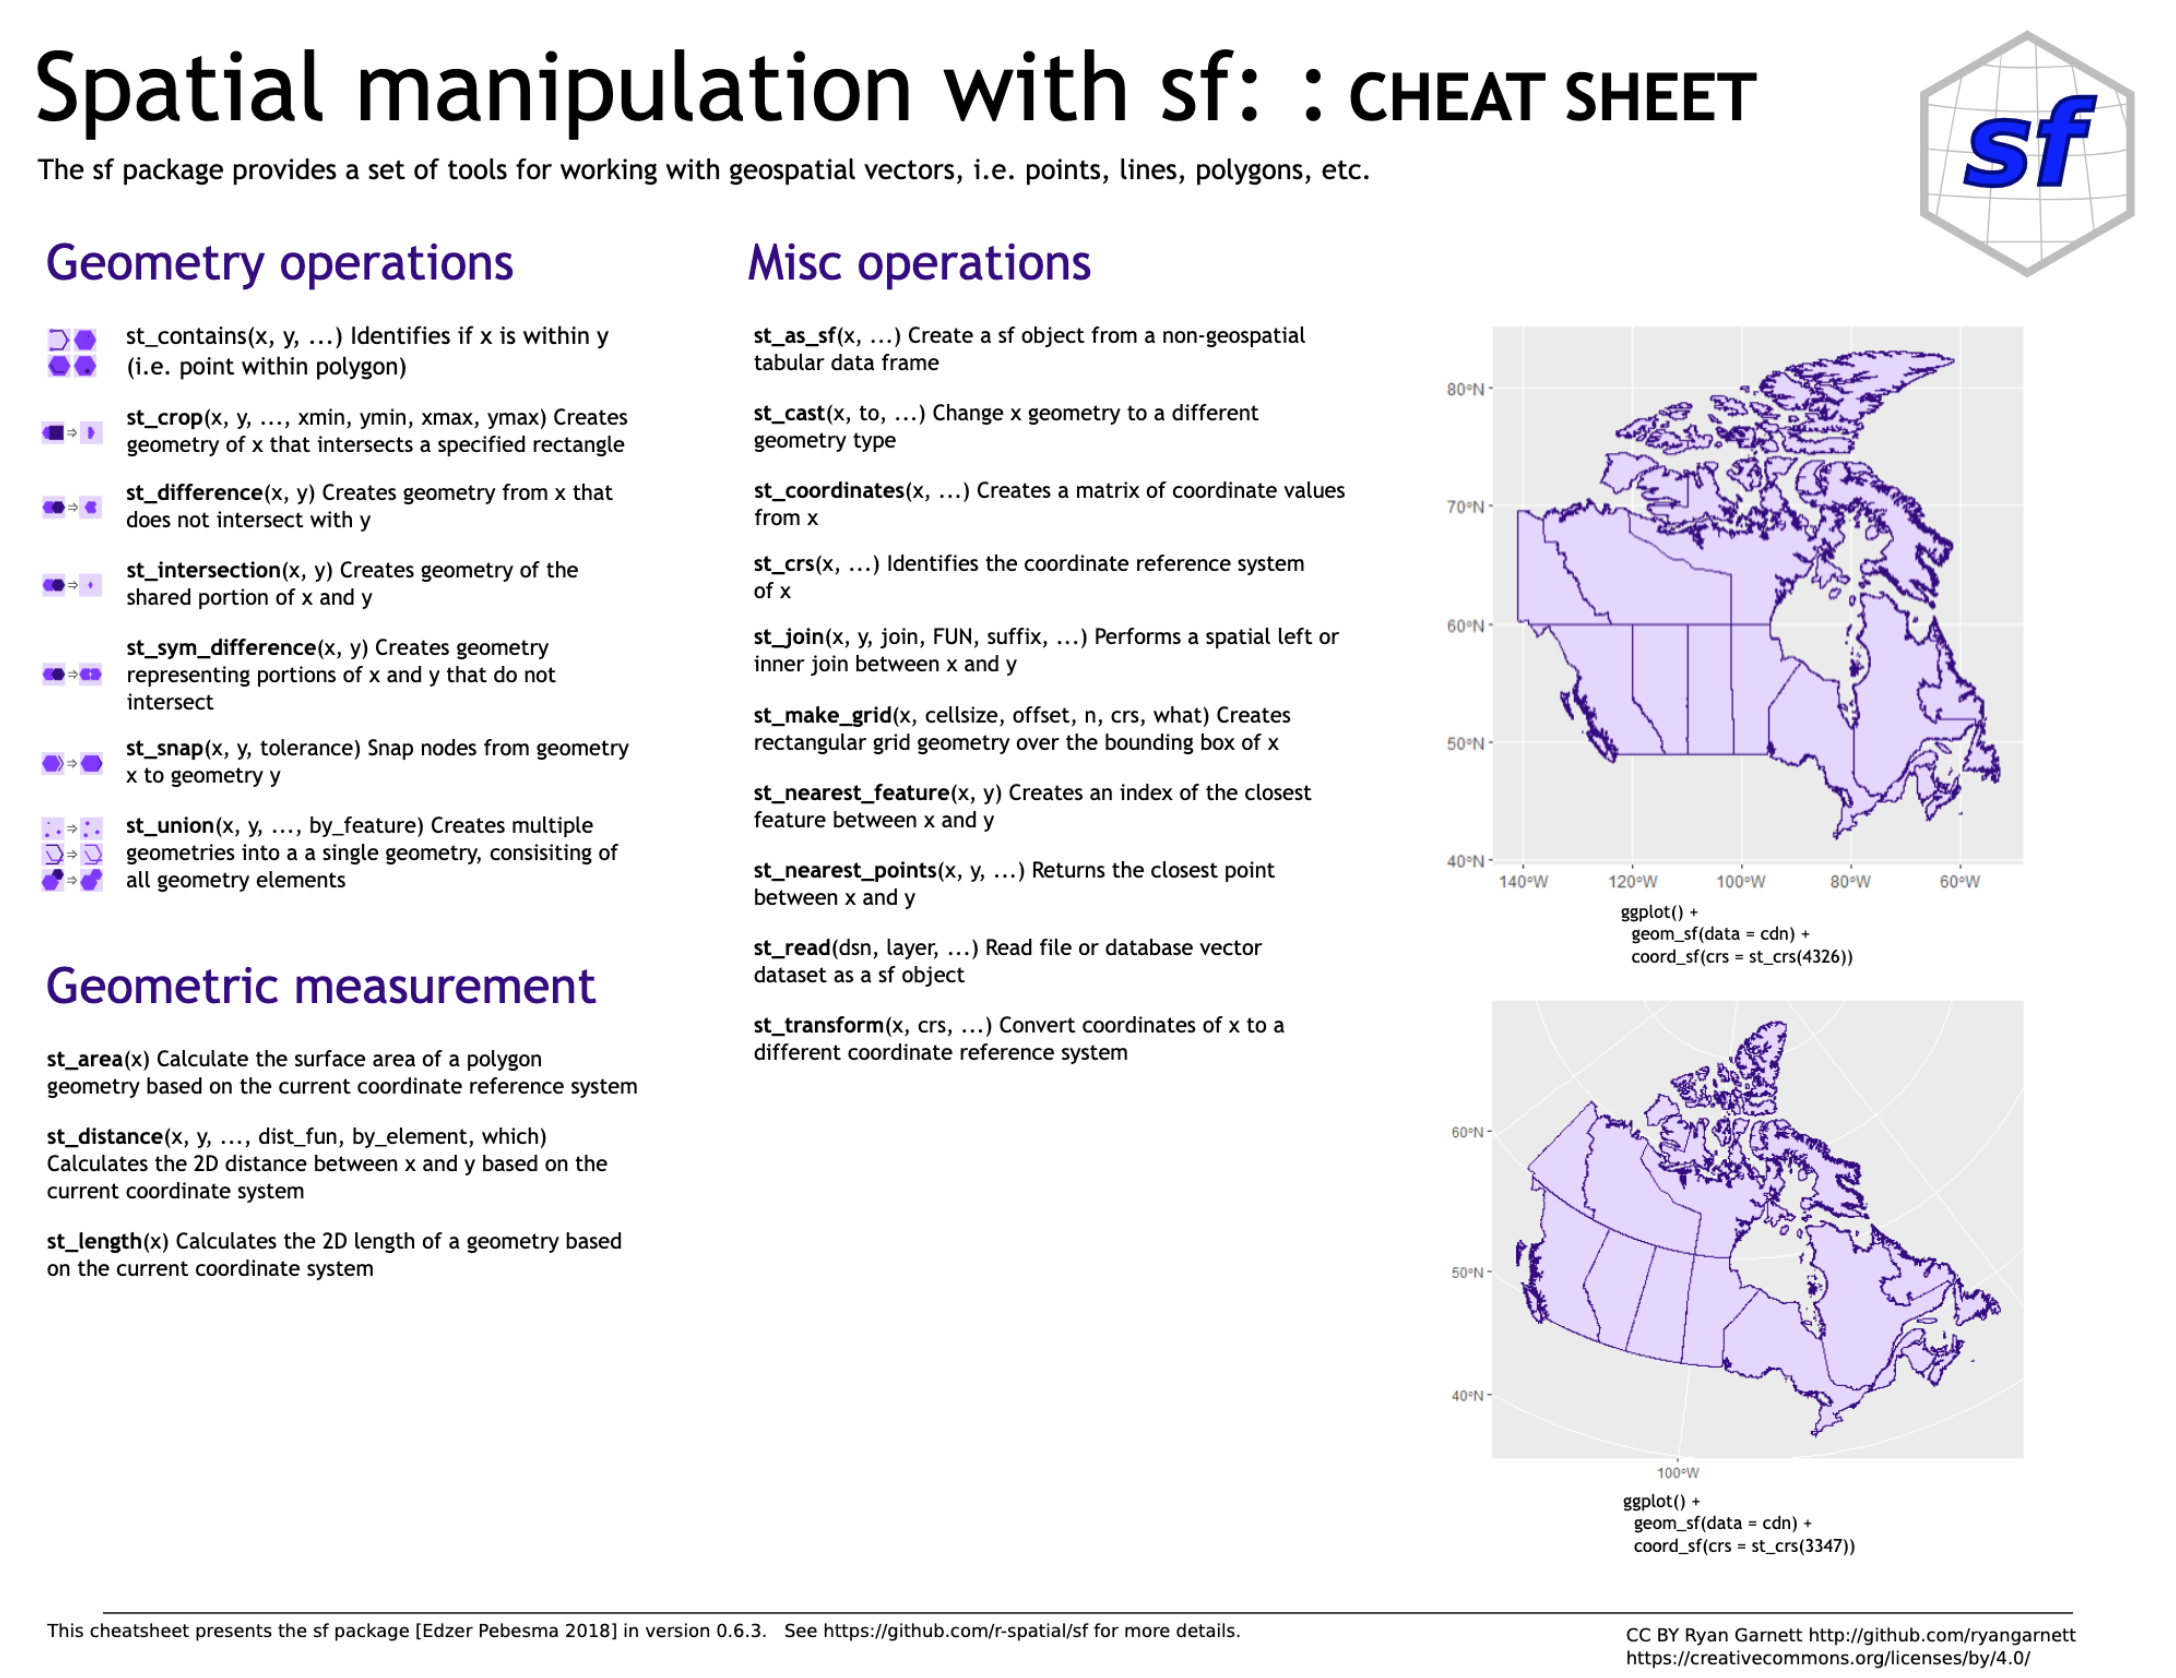 Spatial manipulation with sf: : CHEAT SHEET
The sf package provides a set of tools for working with geospatial vectors, i.e. points, lines, polygons, etc.
sf
Geometry operations
st_contains(x, y, ...) Identifies if x is within y
(i.e. point within polygon)
st_crop(x, y, ..., xmin, ymin, xmax, ymax) Creates
geometry of x that intersects a specified rectangle
st_difference(x, y) Creates geometry from x that
does not intersect with y
st_intersection(x, y) Creates geometry of the
shared portion of x and y
st_sym_difference(x, y) Creates geometry
representing portions of x and y that do not
intersect
st_snap(x, y, tolerance) Snap nodes from geometry
x to geometry y
st_union(x, y, ..., by_feature) Creates multiple
geometries into a a single geometry, consisiting of
all geometry elements
Geometric measurement
st_area(x) Calculate the surface area of a polygon
geometry based on the current coordinate reference system
st_distance(x, y, ..., dist_fun, by_element, which)
Calculates the 2D distance between x and y based on the
current coordinate system
st_length(x) Calculates the 2D length of a geometry based
on the current coordinate system
Misc operations
st_as_sf(x, ...) Create a sf object from a non-geospatial
tabular data frame
st_cast(x, to, ...) Change x geometry to a different
geometry type
st_coordinates(x, ...) Creates a matrix of coordinate values
from x
st_crs(x, ...) Identifies the coordinate reference system
of x
st_join(x, y, join, FUN, suffix, ...) Performs a spatial left or
inner join between x and y
st_make_grid(x, cellsize, offset, n, crs, what) Creates
rectangular grid geometry over the bounding box of x
st_nearest_feature(x, y) Creates an index of the closest
feature between x and y
st_nearest_points(x, y, ...) Returns the closest point
between x and y
st_read(dsn, layer, ...) Read file or database vector
dataset as a sf object
st_transform(x, crs, ...) Convert coordinates of x to a
different coordinate reference system
80°N
70°N
60°N
50°N
40°N
140°W 120°W 100°W 80°W 60°W
ggplot() +
geom_sf(data = cdn) +
coord_sf(crs = st_crs(4326))
60°N
50°N
40°N
100°W
ggplot() +
geom_sf(data = cdn) +
coord_sf(crs = st_crs(3347))
This cheatsheet presents the sf package [Edzer Pebesma 2018] in version 0.6.3. See https://github.com/r-spatial/sf for more details.
CC BY Ryan Garnett http://github.com/ryangarnett
https://creativecommons.org/licenses/by/4.0/